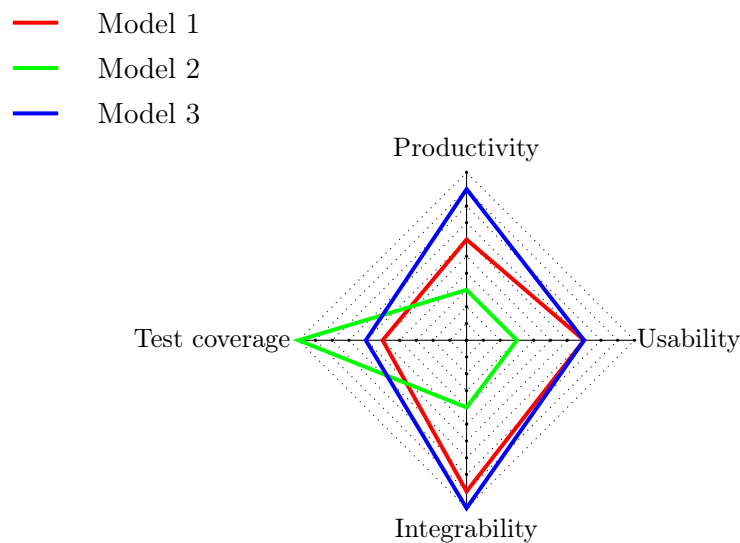 Model 1
Model 2
Model 3
Productivity
Test coverage
Usability
Integrability